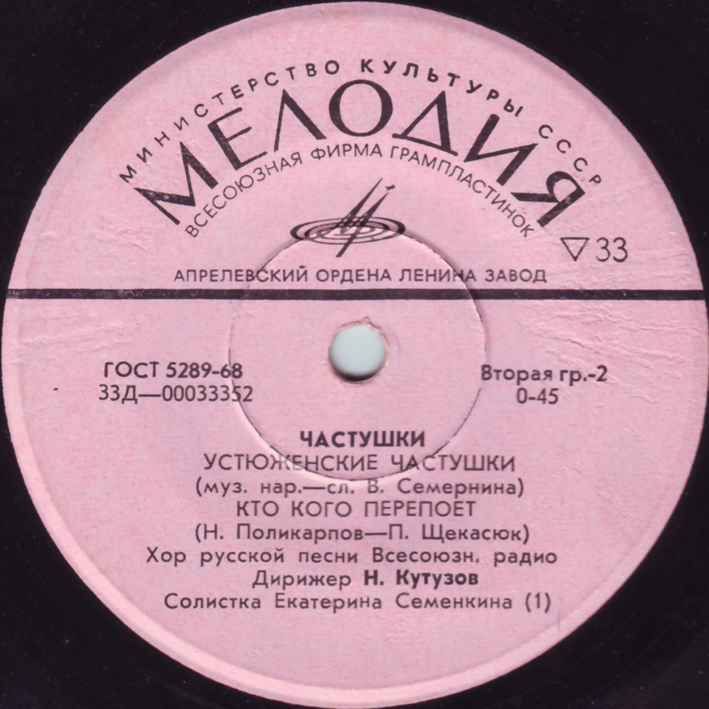 МИНИСТЕРСТВО КУЛЬТУРЫ СССР
МЕЛОДИЯ
ВСЕСОЮЗНАЯ ФИРМА ГРАМПЛАСТИНОК
33
АПРЕЛЕВСКИЙ ОРДЕНА ЛЕНИНА ЗАВОД
ГОСТ 5289-68
33Д—00033352
Вторая гр.-2
0-45
ЧАСТУШКИ
УСТЮЖЕНСКИЕ ЧАСТУШКИ
(муз. нар.—сл. В. Семернина)
КТО КОГО ПЕРЕПОЕТ
(Н. Поликарпов—П. Щекасюк)
Хор русской песни Всесоюзн. радио
Дирижер Н. Кутузов
Солистка Екатерина Семенкина (1)